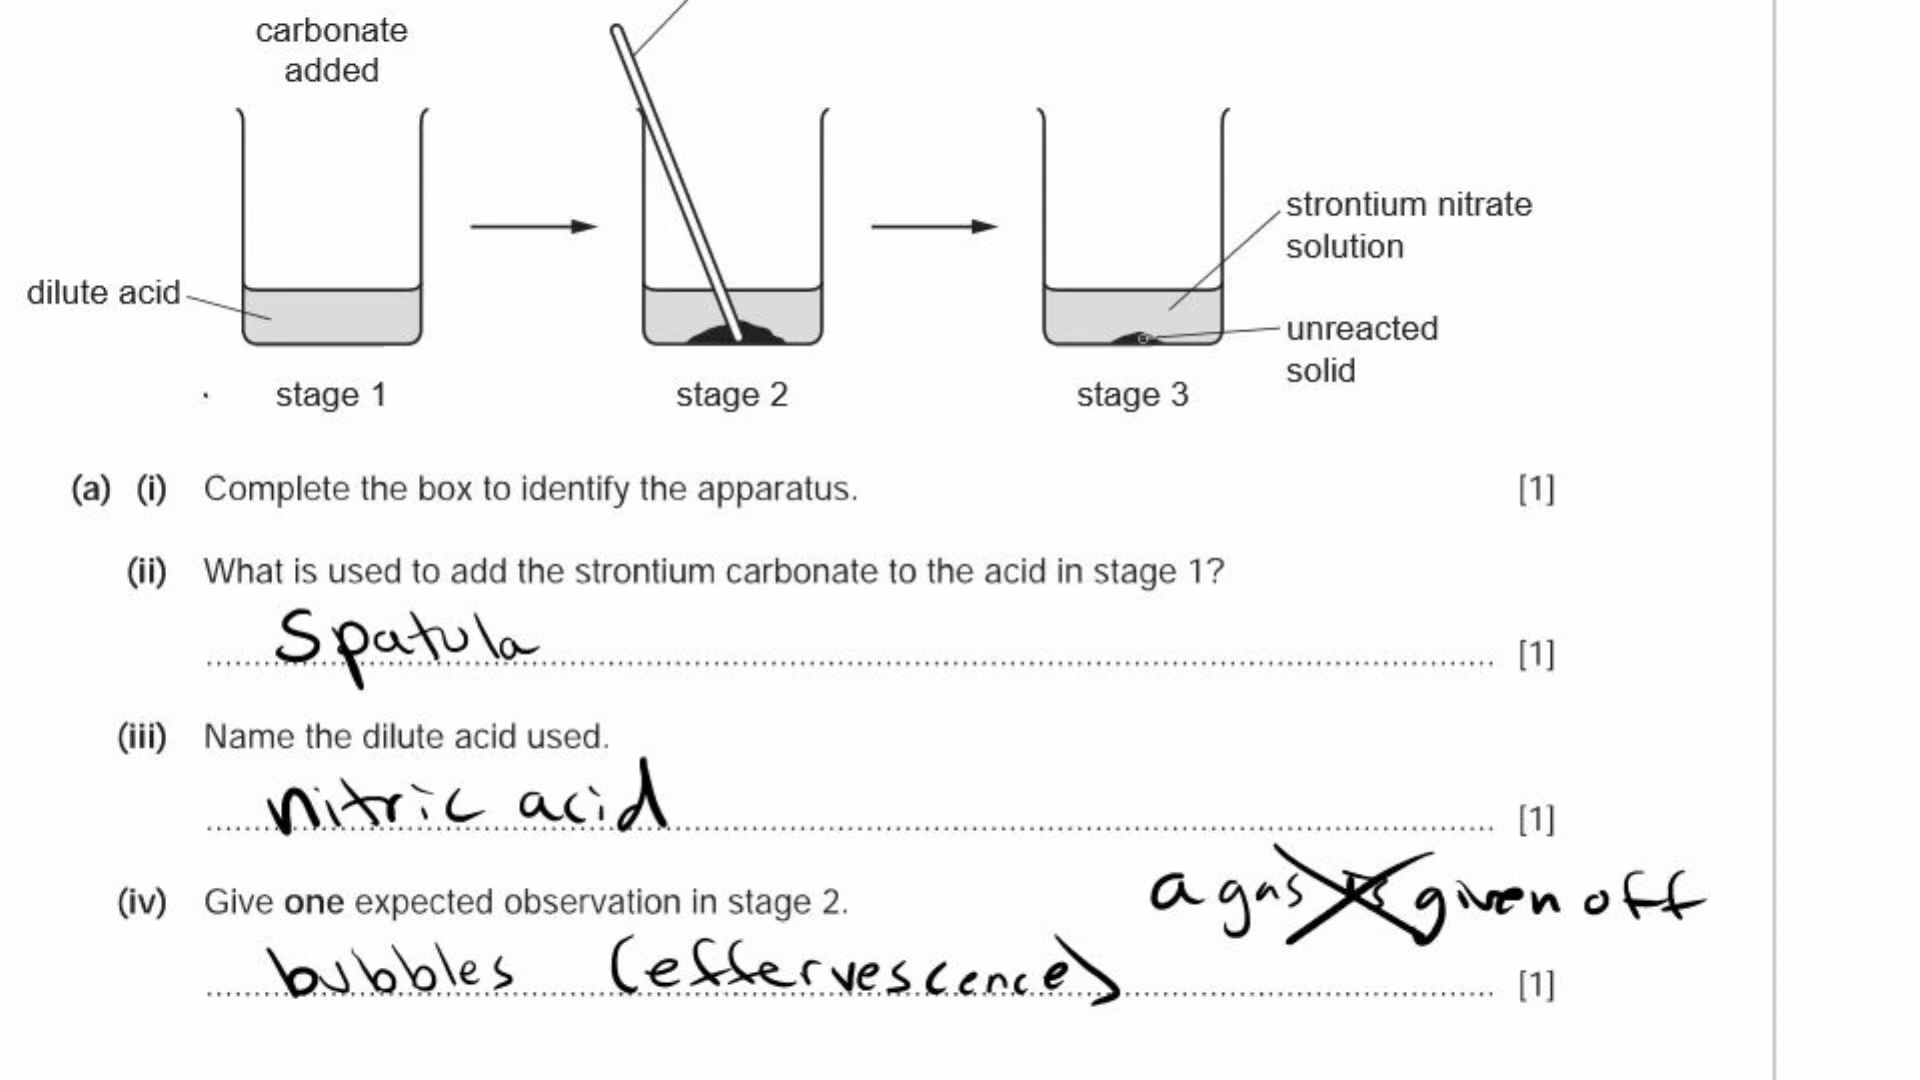 carbonate
added
dilute acid
strontium nitrate
solution
unreacted
solid
stage 1
stage 2
stage 3
(a) (i) Complete the box to identify the apparatus. [1]
(ii) What is used to add the strontium carbonate to the acid in stage 1?
Spatula
[1]
(iii) Name the dilute acid used.
nitric acid
[1]
(iv) Give one expected observation in stage 2.
a gas is given off
bubbles (effervescence)
[1]